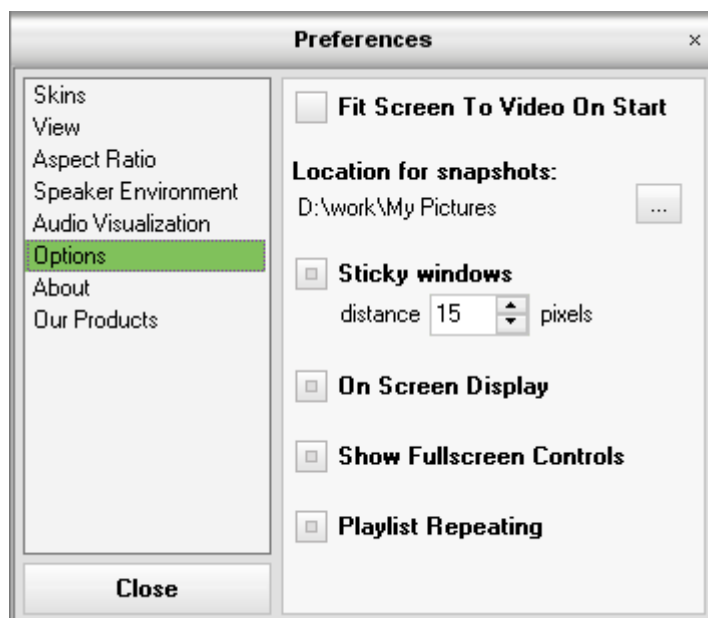 Preferences
Skins
View
Aspect Ratio
Speaker Environment
Audio Visualization
Options
About
Our Products
Close
Fit Screen To Video On Start
Location for snapshots:
D:\work\My Pictures ...
Sticky windows
distance 15 pixels
On Screen Display
Show Fullscreen Controls
Playlist Repeating